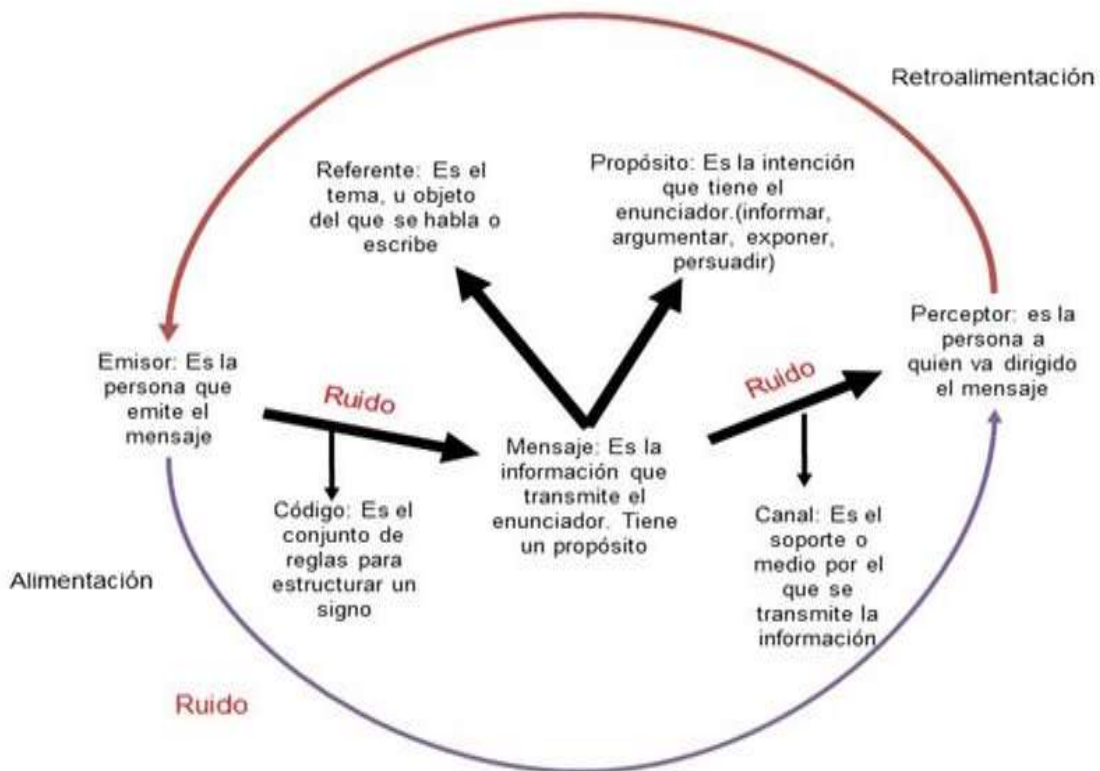 Retroalimentación
Referente: Es el
tema, u objeto
del que se habla o
escribe
Propósito: Es la intención
que tiene el
enunciador.(informar,
argumentar, exponer,
persuadir)
Emisor: Es la
persona que
emite el
mensaje
Ruido
Código: Es el
conjunto de
reglas para
estructurar un
signo
Mensaje: Es la
información que
transmite el
enunciador. Tiene
un propósito
Ruido
Perceptor: es la
persona a
quien va dirigido
el mensaje
Canal: Es el
soporte o
medio por el
que se
transmite la
información
Alimentación
Ruido